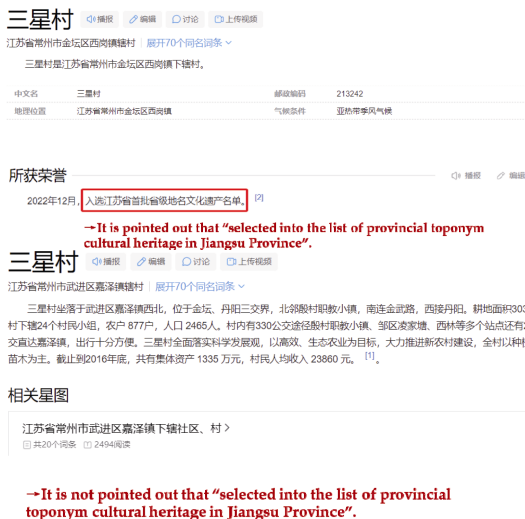 三星村 播报 编辑 讨论 上传视频
江苏省常州市金坛区西岗镇辖村 展开70个同名词条
三星村是江苏省常州市金坛区西岗镇下辖村。
中文名 三星村 邮政编码 213242
地理位置 江苏省常州市金坛区西岗镇 气候条件 亚热带季风气候
所获荣誉 播报 编辑
2022年12月,入选江苏省首批省级地名文化遗产名单。 [2]
→It is pointed out that “selected into the list of provincial toponym
cultural heritage in Jiangsu Province”.
三星村 播报 编辑 讨论 上传视频
江苏省常州市武进区嘉泽镇辖村 展开70个同名词条
三星村坐落于武进区嘉泽镇西北,位于金坛、丹阳三交界,北邻殷村职教小镇,南连金武路,西接丹阳。耕地面积303
村下辖24个村民小组,农户 877户,人口 2465人。村内有330公交途径殷村职教小镇、邹区凌家塘、西林等多个站点还有2
交直达嘉泽镇,出行十分方便。三星村全面落实科学发展观,以高效、生态农业为目标,大力推进新农村建设,全村以种植
苗木为主。截止到2016年底,共有集体资产 1335 万元,村民人均收入 23860 元。 [1]。
相关星图
江苏省常州市武进区嘉泽镇下辖社区、村
共20个词条 2494阅读
→It is not pointed out that “selected into the list of provincial
toponym cultural heritage in Jiangsu Province”.